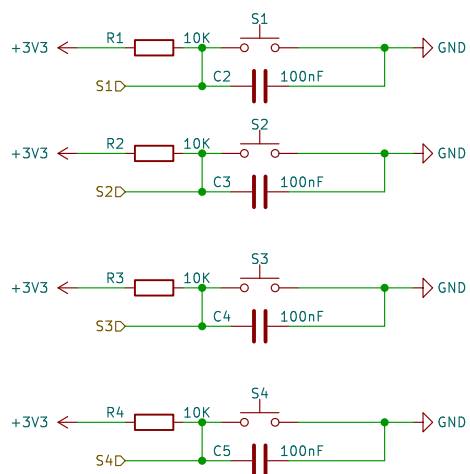 S1
R1 10K
+3V3 GND
S1 C2 100nF
S2
R2 10K
+3V3 GND
S2 C3 100nF
S3
R3 10K
+3V3 GND
S3 C4 100nF
S4
R4 10K
+3V3 GND
S4 C5 100nF